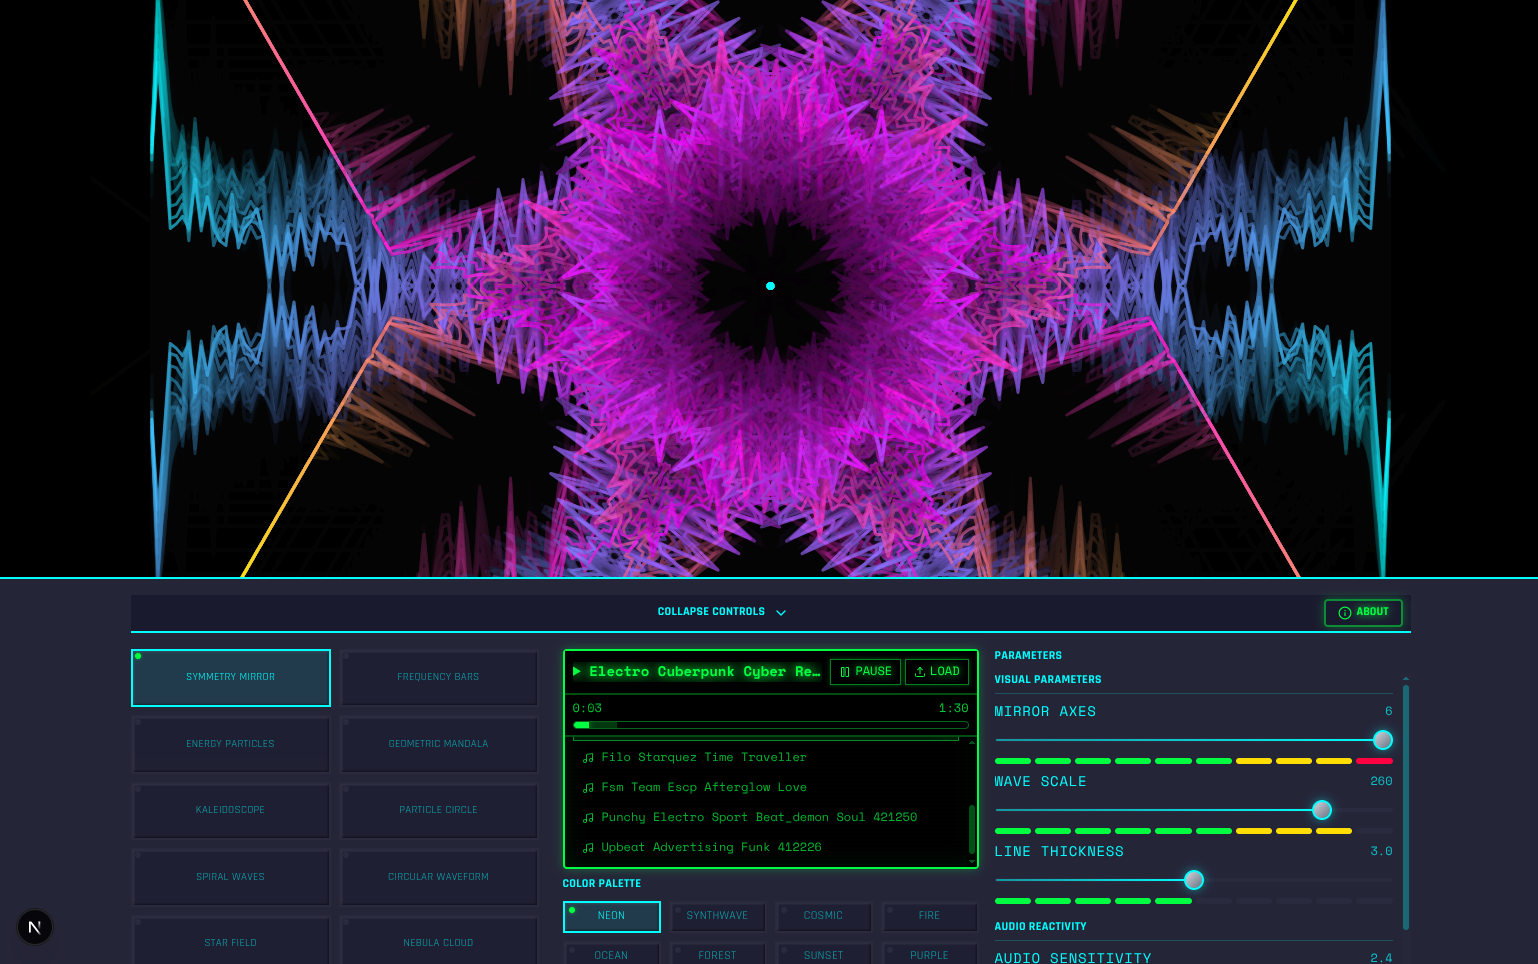 COLLAPSE CONTROLS
ABOUT
SYMMETRY MIRROR
FREQUENCY BARS
ENERGY PARTICLES
GEOMETRIC MANDALA
KALEIDOSCOPE
PARTICLE CIRCLE
SPIRAL WAVES
CIRCULAR WAVEFORM
STAR FIELD
NEBULA CLOUD
N
Electro Cuberpunk Cyber Re…
PAUSE
LOAD
0:03
1:30
Filo Starquez Time Traveller
Fsm Team Escp Afterglow Love
Punchy Electro Sport Beat_demon Soul 421250
Upbeat Advertising Funk 412226
COLOR PALETTE
NEON
SYNTHWAVE
COSMIC
FIRE
OCEAN
FOREST
SUNSET
PURPLE
PARAMETERS
VISUAL PARAMETERS
MIRROR AXES 6
WAVE SCALE 260
LINE THICKNESS 3.0
AUDIO REACTIVITY
AUDIO SENSITIVITY 2.4